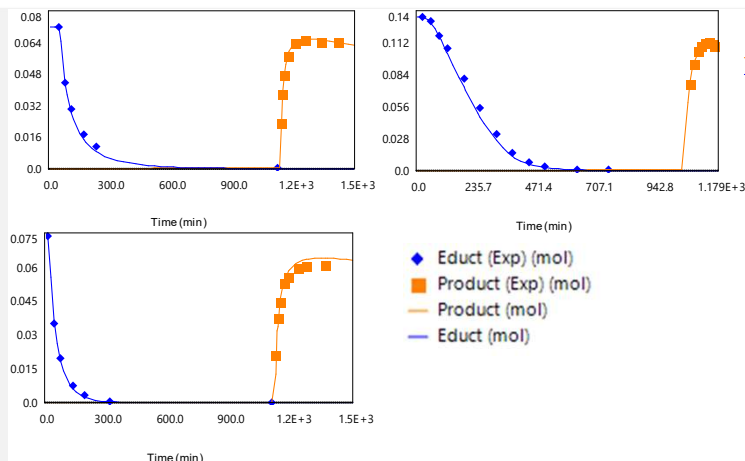 0.08
0.064
0.048
0.032
0.016
0.0
0.0 300.0 600.0 900.0 1.2E+3 1.5E+3
Time (min)
0.14
0.112
0.084
0.056
0.028
0.0
0.0 235.7 471.4 707.1 942.8 1.179E+3
Time (min)
0.075
0.06
0.045
0.03
0.015
0.0
0.0 300.0 600.0 900.0 1.2E+3 1.5E+3
Time (min)
Educt (Exp) (mol)
Product (Exp) (mol)
Product (mol)
Educt (mol)